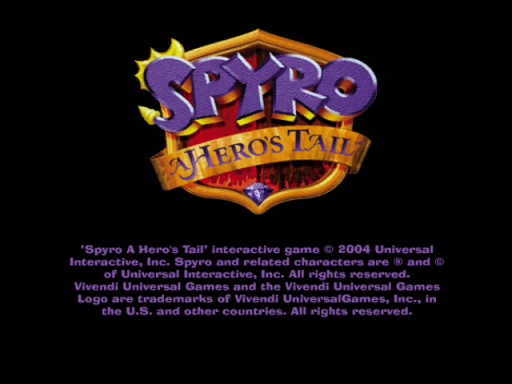 SPYRO
A HERO'S TAIL
'Spyro A Hero's Tail' interactive game © 2004 Universal
Interactive, Inc. Spyro and related characters are ® and ©
of Universal Interactive, Inc. All rights reserved.
Vivendi Universal Games and the Vivendi Universal Games
Logo are trademarks of Vivendi UniversalGames, Inc., in
the U.S. and other countries. All rights reserved.